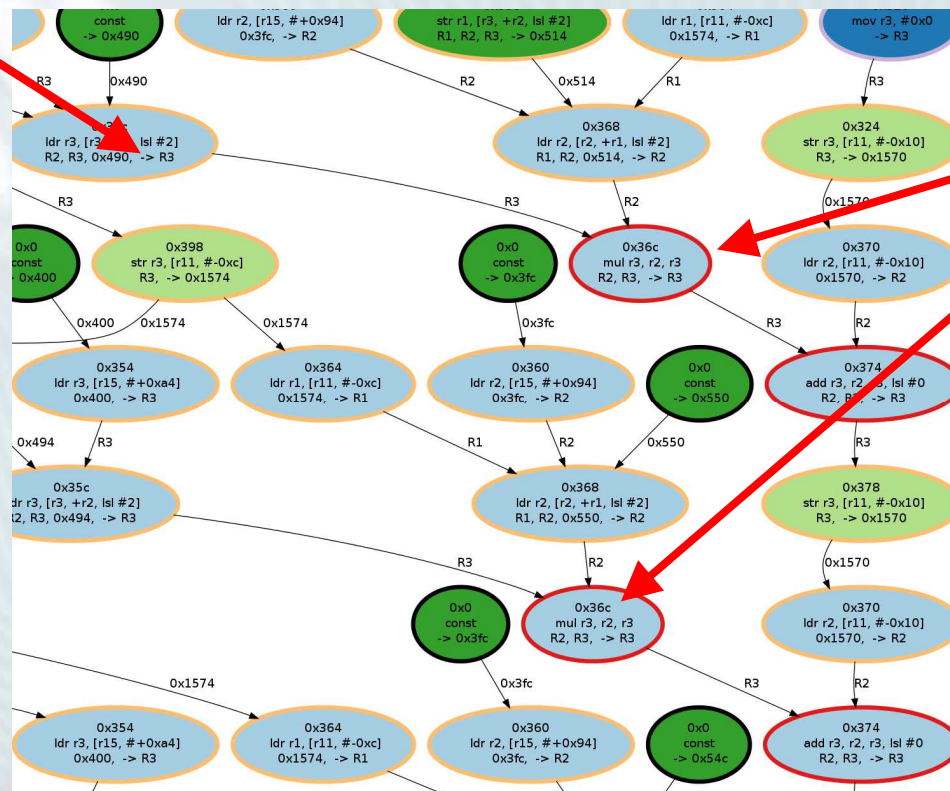 const
-> 0x490
ldr r2, [r15, #+0x94]
0x3fc, -> R2
str r1, [r3, +r2, lsl #2]
R1, R2, R3, -> 0x514
ldr r1, [r11, #-0xc]
0x1574, -> R1
mov r3, #0x0
-> R3
R3
0x490
R2
0x514
R1
R3
ldr r3, lsl #2]
R2, R3, 0x490, -> R3
0x368
ldr r2, [r2, +r1, lsl #2]
R1, R2, 0x514, -> R2
0x324
str r3, [r11, #-0x10]
R3, -> 0x1570
R3
R3
R2
0x1570
0x0
const
0x400
0x398
str r3, [r11, #-0xc]
R3, -> 0x1574
0x0
const
-> 0x3fc
0x36c
mul r3, r2, r3
R2, R3, -> R3
0x370
ldr r2, [r11, #-0x10]
0x1570, -> R2
0x400
0x1574
0x1574
0x3fc
R3
R2
0x354
ldr r3, [r15, #+0xa4]
0x400, -> R3
0x364
ldr r1, [r11, #-0xc]
0x1574, -> R1
0x360
ldr r2, [r15, #+0x94]
0x3fc, -> R2
0x0
const
-> 0x550
0x374
add r3, r2, r3, lsl #0
R2, R3, -> R3
0x494
R3
R1
R2
0x550
R3
0x35c
dr r3, [r3, +r2, lsl #2]
R2, R3, 0x494, -> R3
0x368
ldr r2, [r2, +r1, lsl #2]
R1, R2, 0x550, -> R2
0x378
str r3, [r11, #-0x10]
R3, -> 0x1570
R3
R2
0x1570
0x0
const
-> 0x3fc
0x36c
mul r3, r2, r3
R2, R3, -> R3
0x370
ldr r2, [r11, #-0x10]
0x1570, -> R2
0x1574
0x3fc
R3
R2
0x354
ldr r3, [r15, #+0xa4]
0x400, -> R3
0x364
ldr r1, [r11, #-0xc]
0x1574, -> R1
0x360
ldr r2, [r15, #+0x94]
0x3fc, -> R2
0x0
const
-> 0x54c
0x374
add r3, r2, r3, lsl #0
R2, R3, -> R3